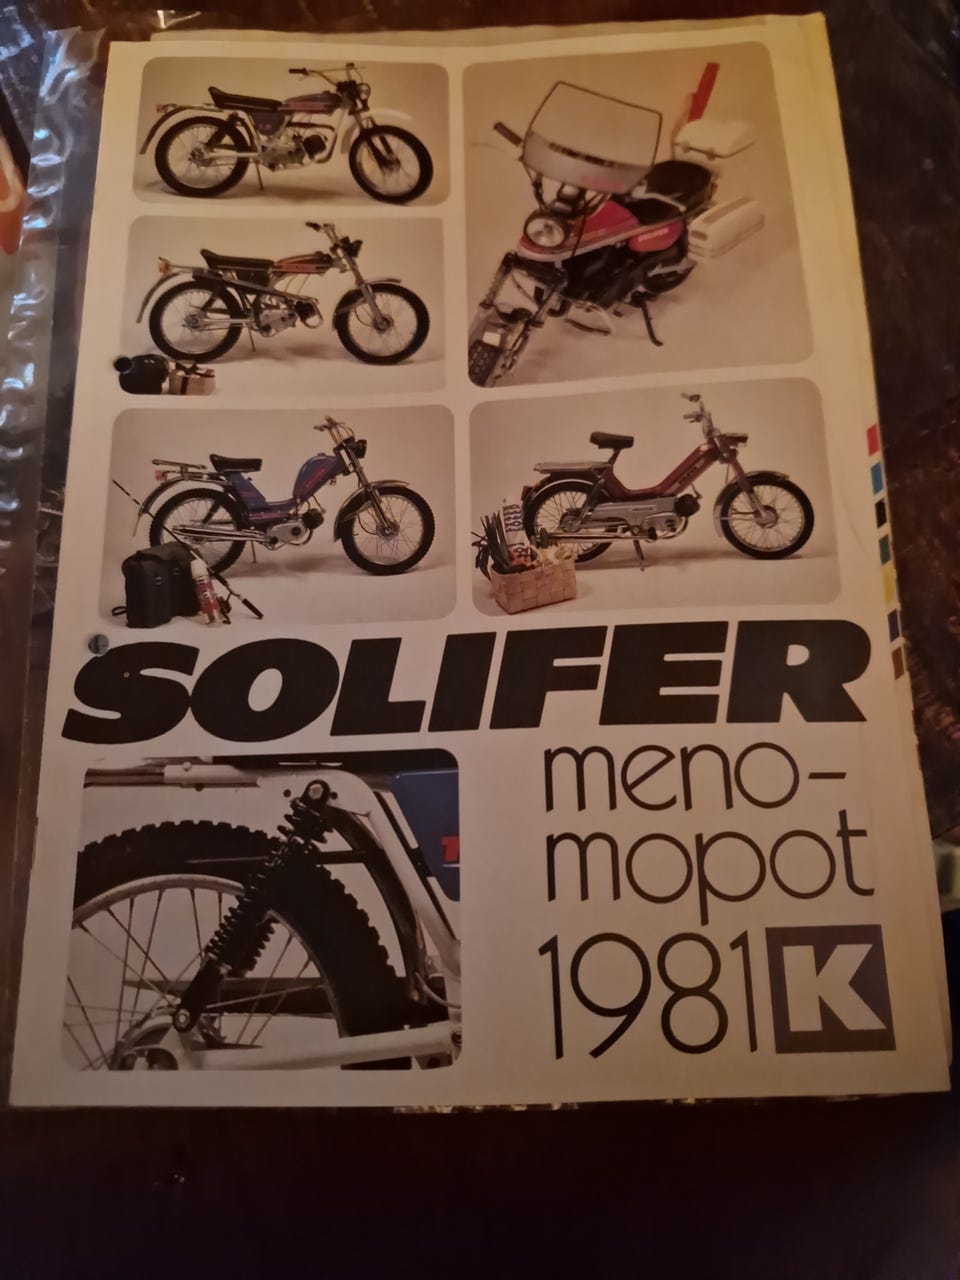 SOLIFER
meno-
mopot
1981 K